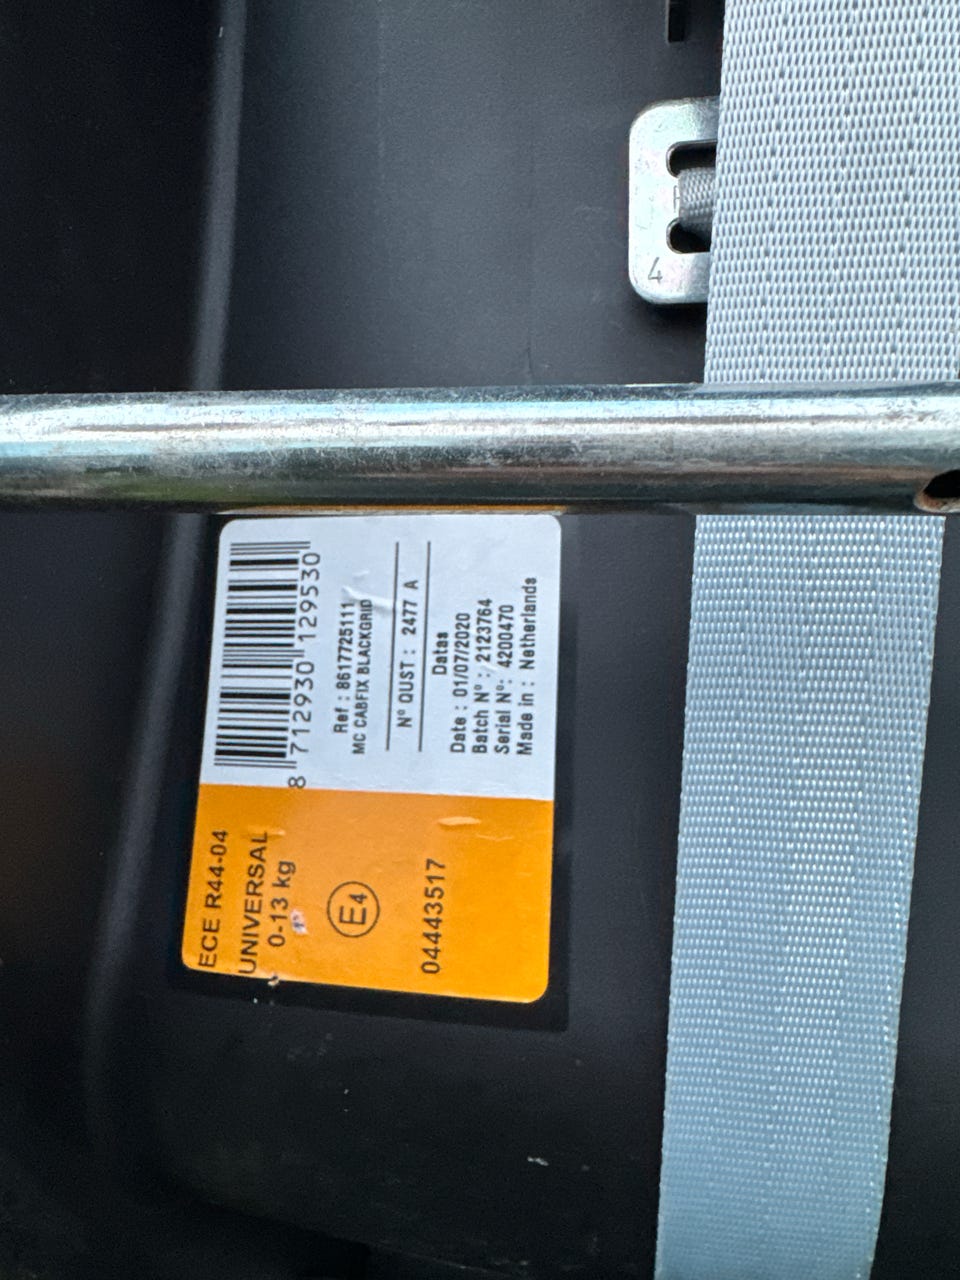 4
8 712930 129530
Ref : 8617725111
MC CABFIX BLACKGRID
N° OUST : 2477 A
Datas
Date : 01/07/2020
Batch N° : 2123764
Serial N° : 4200470
Made in : Netherlands
ECE R44-04
UNIVERSAL
0-13 kg
E4
04443517